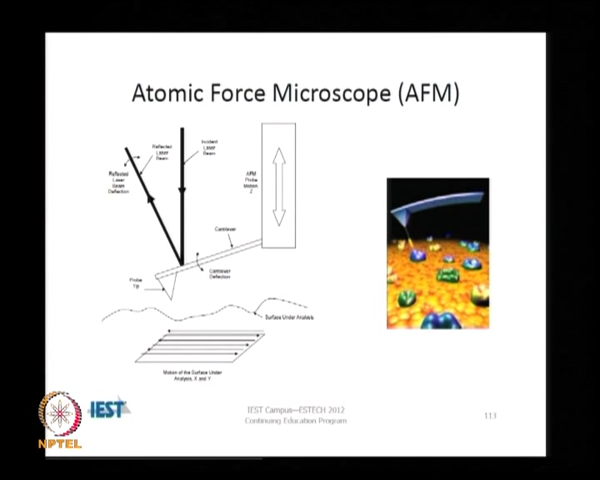 Atomic Force Microscope (AFM)
Reflected
Laser
Beam
Incident
Laser
Beam
Reflected
Laser
Beam
Deflection
AFM
Probe
Motion
Z
Cantilever
Cantilever
Deflection
Probe
Tip
Surface Under Analysis
Motion of the Surface Under
Analysis, X and Y
IEST
IEST Campus—ESTECH 2012
Continuing Education Program
113
NPTEL